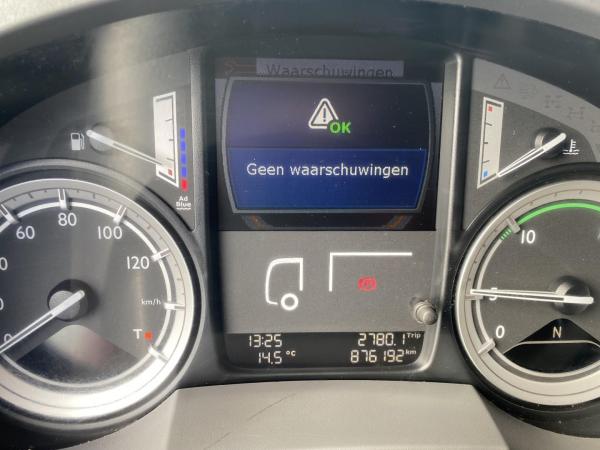 Waarschuwingen
OK
Geen waarschuwingen
Ad
Blue
60
80
100
120
km/h
T
10
5
0
N
13:25
2780.1 Trip
14.5 °C
876192 km